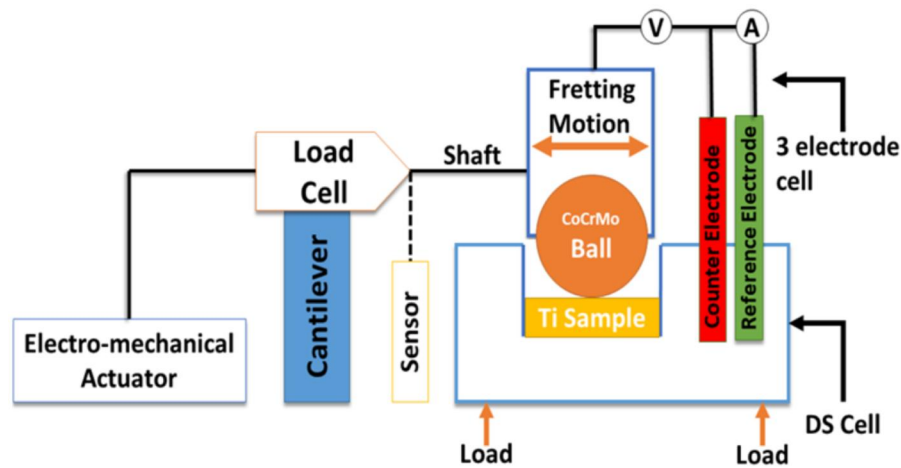 V
A
Fretting
Motion
3 electrode
cell
Load
Cell
Shaft
CoCrMo
Ball
Counter Electrode
Reference Electrode
Cantilever
Sensor
Ti Sample
Electro-mechanical
Actuator
DS Cell
Load
Load